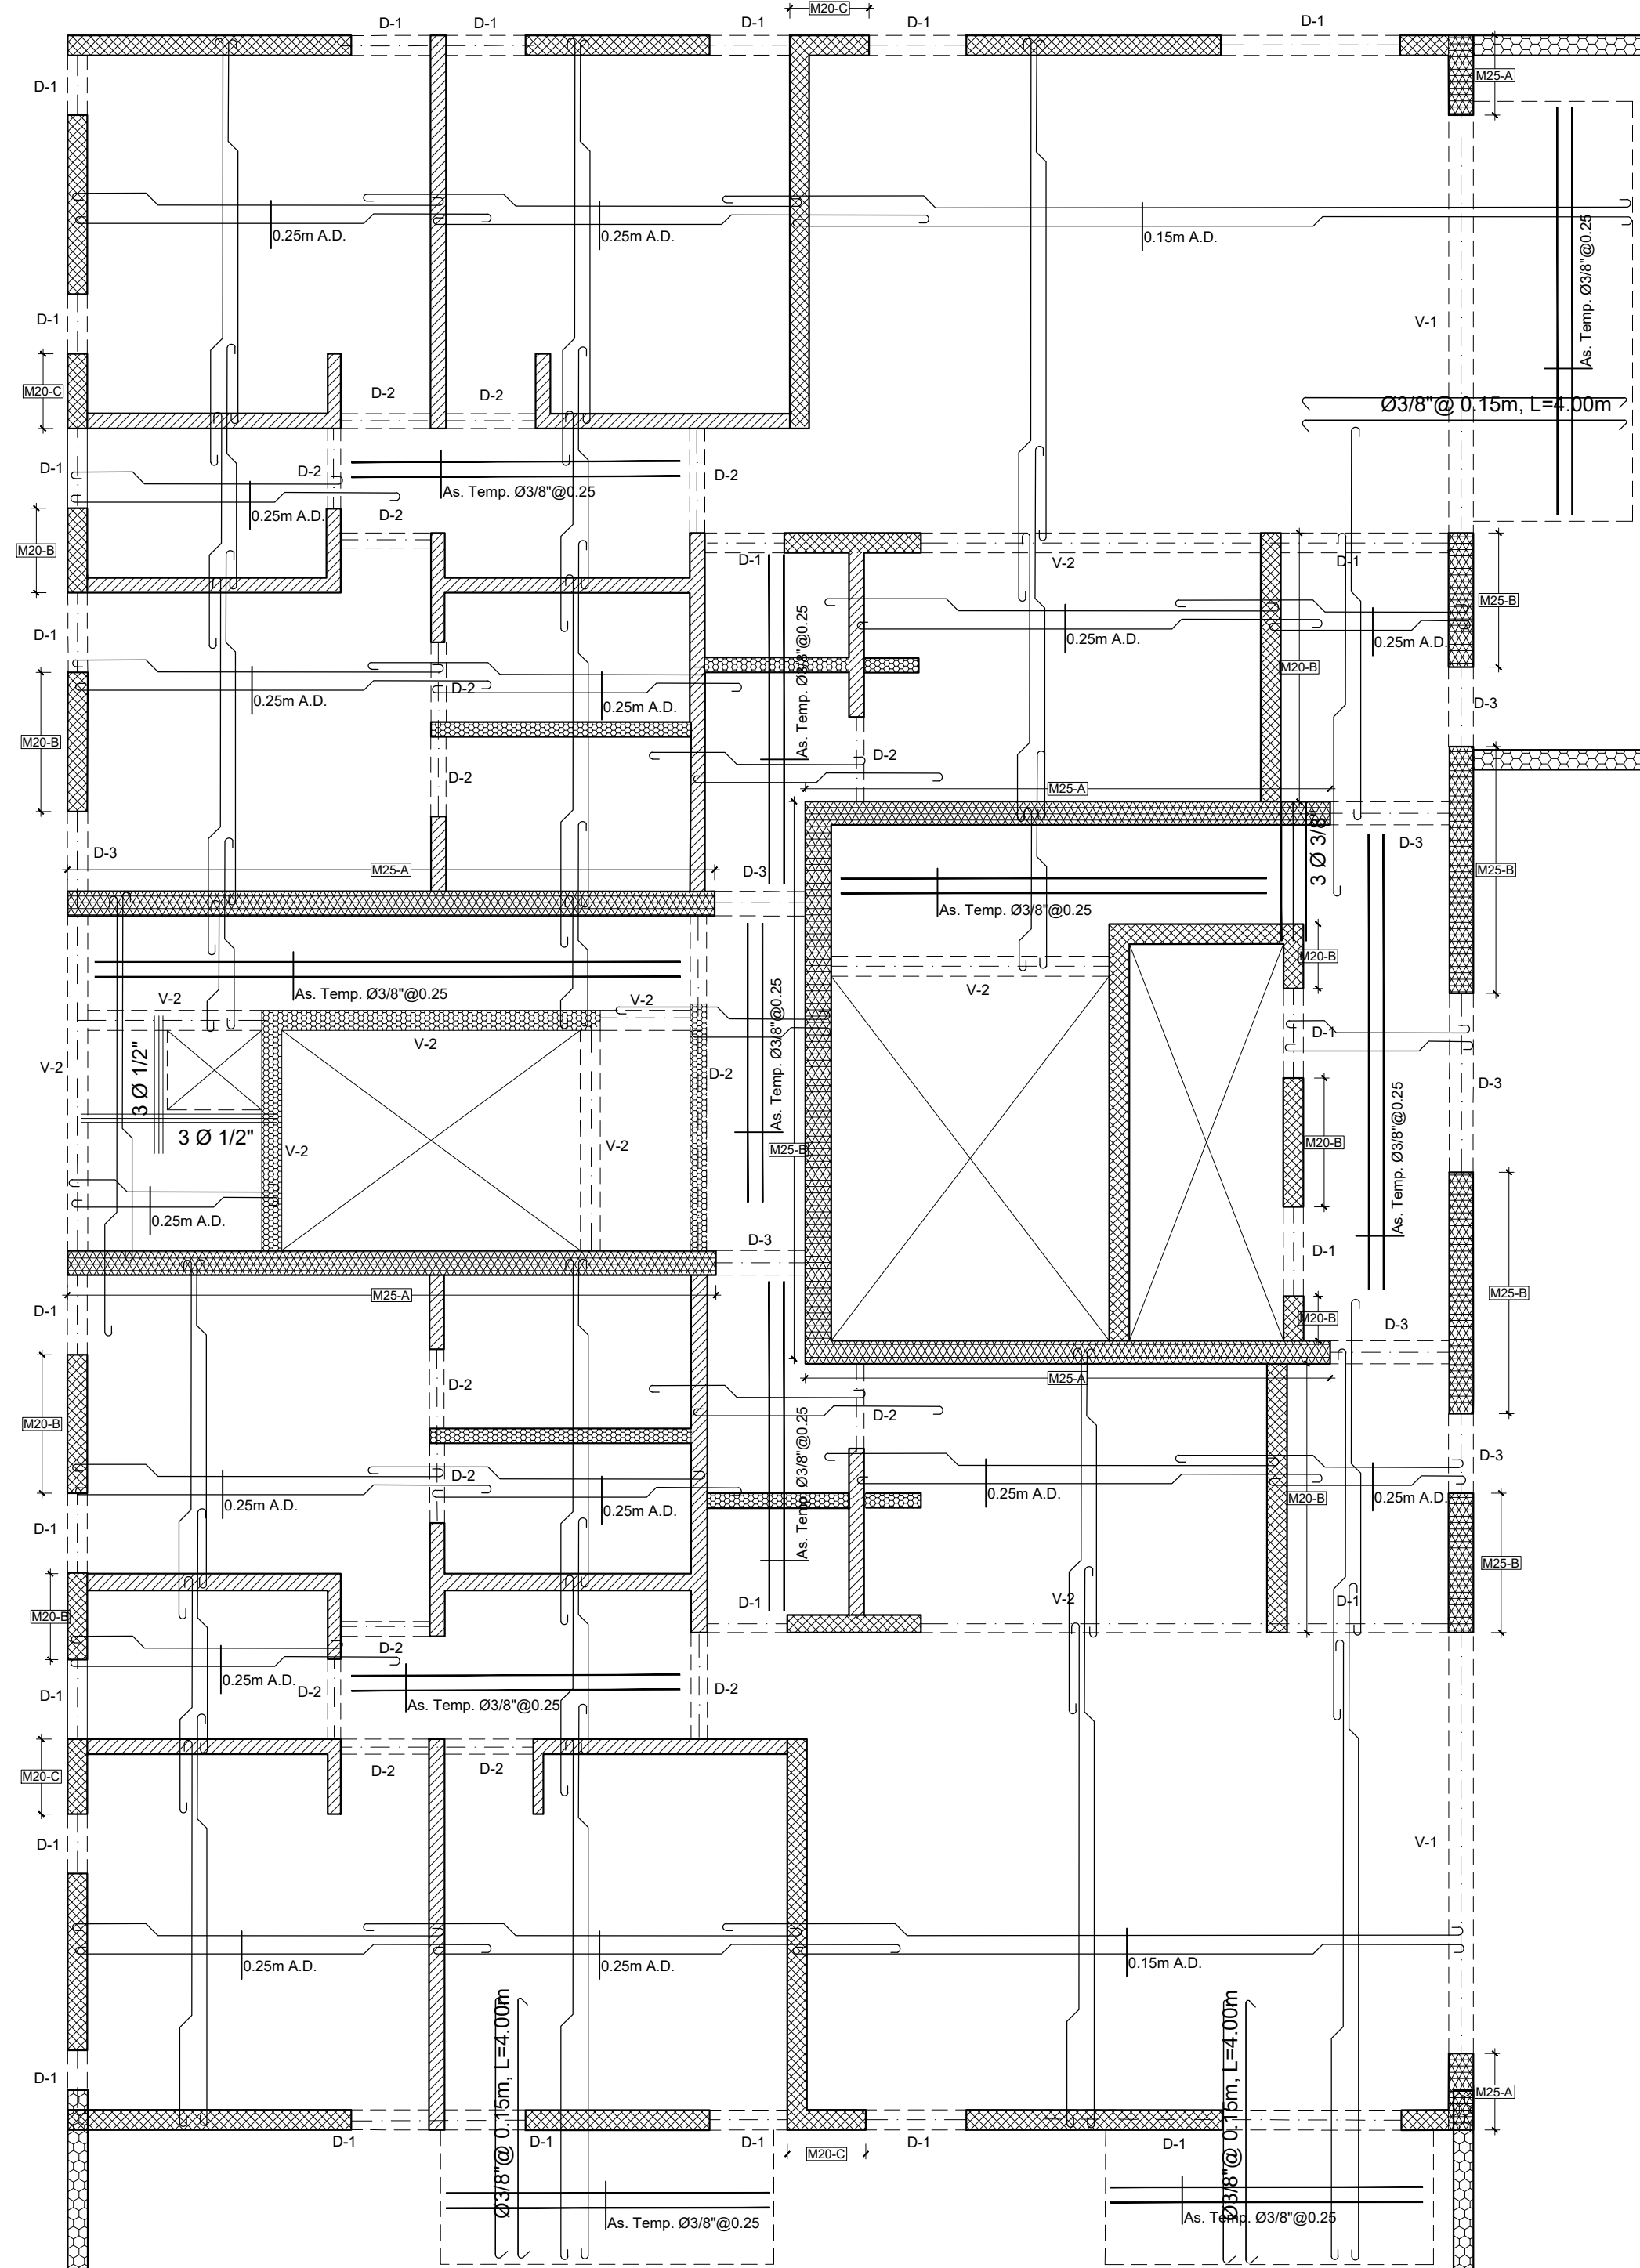 M20-C
D-1
D-1
D-1
D-1
D-1
M25-A
D-1
0.25m A.D.
0.25m A.D.
0.15m A.D.
As. Temp. Ø3/8"@0.25
D-1
V-1
M20-C
D-2
D-2
Ø3/8"@ 0.15m, L=4.00m
D-1
D-2
D-2
As. Temp. Ø3/8"@0.25
0.25m A.D.
D-2
M20-B
D-1
V-2
D-1
M25-B
D-1
As. Temp. Ø3/8"@0.25
0.25m A.D.
0.25m A.D.
M20-B
D-2
0.25m A.D.
0.25m A.D.
D-3
M20-B
D-2
D-2
M25-A
D-3
D-3
3 Ø 3/8"
D-3
M25-A
M25-B
As. Temp. Ø3/8"@0.25
M20-B
As. Temp. Ø3/8"@0.25
V-2
V-2
V-2
As. Temp. Ø3/8"@0.25
D-1
V-2
V-2
3 Ø 1/2"
D-2
D-3
3 Ø 1/2"
V-2
V-2
M25-B
M20-B
As. Temp. Ø3/8"@0.25
0.25m A.D.
D-3
D-1
M25-A
M25-B
D-1
M20-B
D-3
D-2
M25-A
D-2
M20-B
As. Temp. Ø3/8"@0.25
D-3
D-2
0.25m A.D.
0.25m A.D.
0.25m A.D.
M20-B
0.25m A.D.
D-1
M25-B
M20-B
D-1
V-2
D-1
D-2
0.25m A.D.
D-2
D-2
D-1
As. Temp. Ø3/8"@0.25
M20-C
D-2
D-2
D-1
V-1
0.25m A.D.
0.25m A.D.
0.15m A.D.
D-1
Ø3/8"@ 0.15m, L=4.00m
Ø3/8"@ 0.15m, L=4.00m
M25-A
D-1
D-1
D-1
M20-C
D-1
D-1
As. Temp. Ø3/8"@0.25
As. Temp. Ø3/8"@0.25